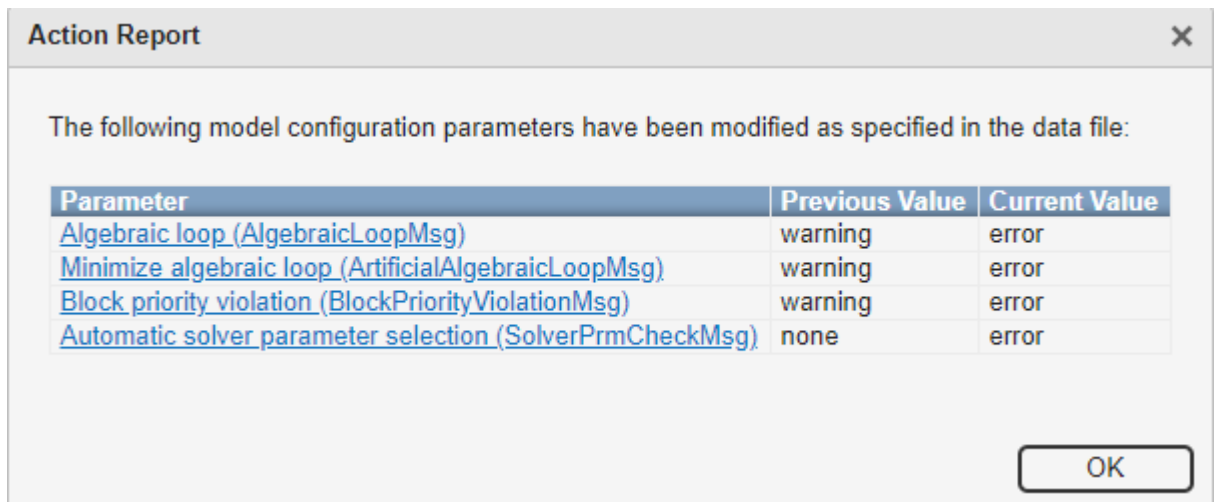 Action Report
The following model configuration parameters have been modified as specified in the data file:
Parameter Previous Value Current Value
Algebraic loop (AlgebraicLoopMsg) warning error
Minimize algebraic loop (ArtificialAlgebraicLoopMsg) warning error
Block priority violation (BlockPriorityViolationMsg) warning error
Automatic solver parameter selection (SolverPrmCheckMsg) none error
OK